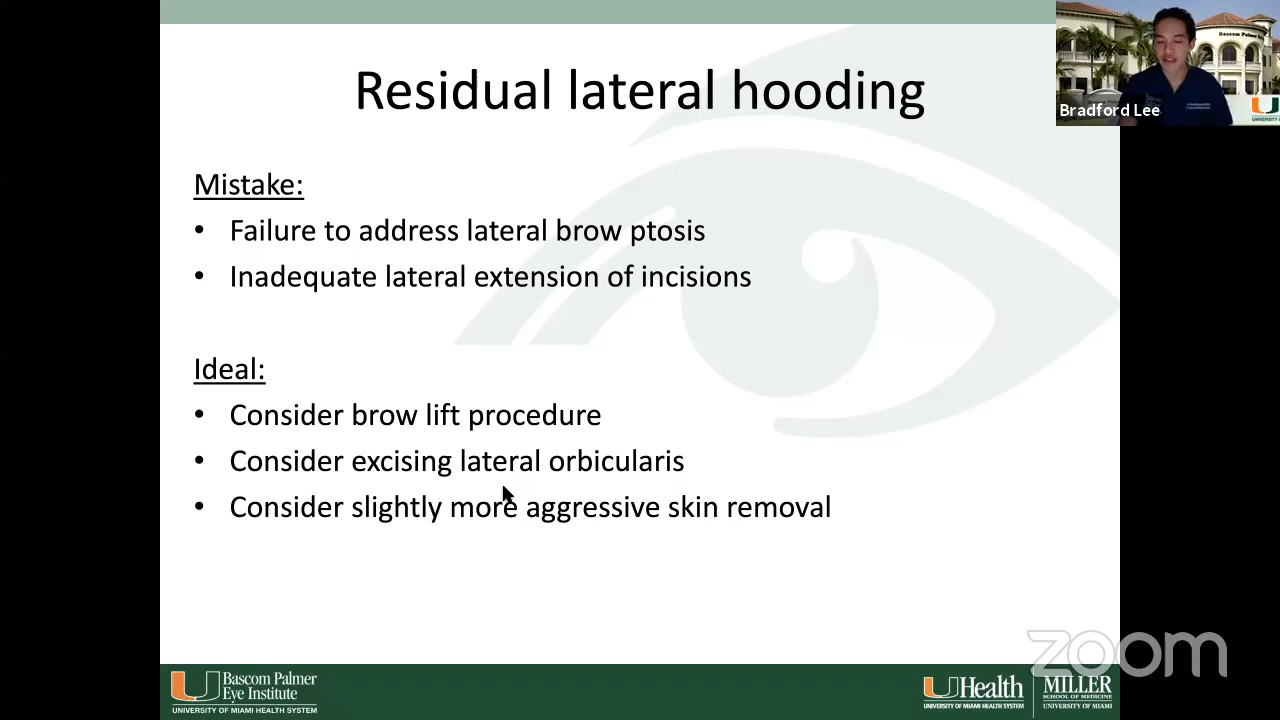 Residual lateral hooding
Bradford Lee
Mistake:
• Failure to address lateral brow ptosis
• Inadequate lateral extension of incisions
Ideal:
• Consider brow lift procedure
• Consider excising lateral orbicularis
• Consider slightly more aggressive skin removal
zoom
Bascom Palmer
Eye Institute
UNIVERSITY OF MIAMI HEALTH SYSTEM
UHealth
UNIVERSITY OF MIAMI HEALTH SYSTEM
MILLER
SCHOOL OF MEDICINE
UNIVERSITY OF MIAMI